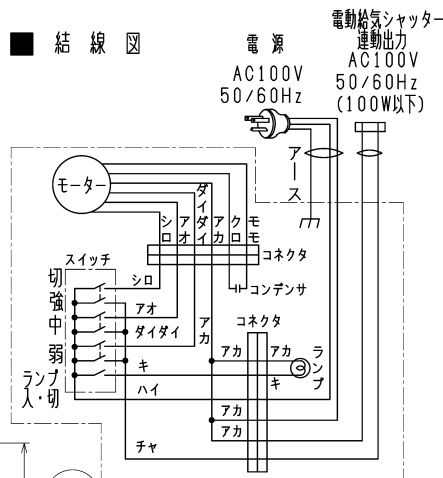 ■ 結線図
電源
AC100V
50/60Hz
電動給気シャッター
連動出力
AC100V
50/60Hz
(100W以下)
アース
モーター
シロ
アオ
ダイダイ
アカ
クロ
モモ
コネクタ
スイッチ
切
強
中
弱
ランプ
入・切
シロ
アオ
ダイダイ
キ
ハイ
チャ
アカ
コンデンサ
コネクタ
アカ
アカ
キ
ランプ
アカ
アカ